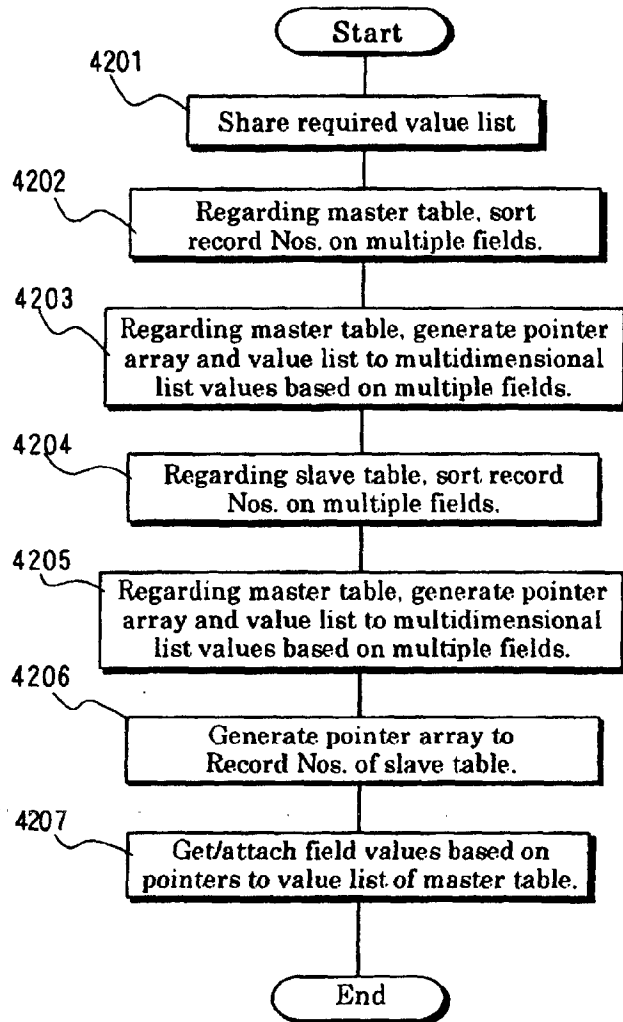 Start
4201
Share required value list
4202
Regarding master table, sort
record Nos. on multiple fields.
4203
Regarding master table, generate pointer
array and value list to multidimensional
list values based on multiple fields.
4204
Regarding slave table, sort record
Nos. on multiple fields.
4205
Regarding master table, generate pointer
array and value list to multidimensional
list values based on multiple fields.
4206
Generate pointer array to
Record Nos. of slave table.
4207
Get/attach field values based on
pointers to value list of master table.
End